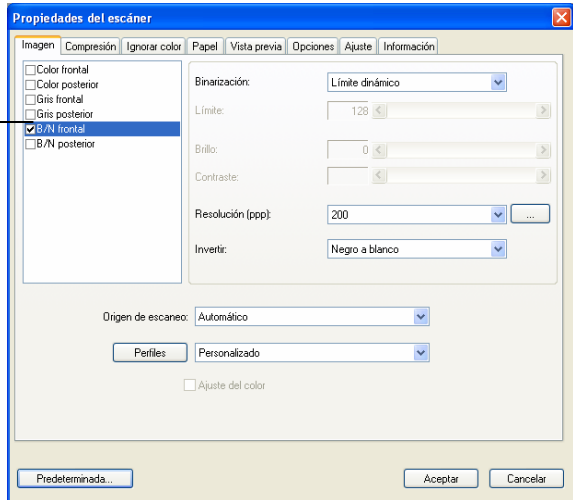 Propiedades del escáner
Imagen Compresión Ignorar color Papel Vista previa Opciones Ajuste Información
Color frontal
Color posterior
Gris frontal
Gris posterior
B/N frontal
B/N posterior
Binarización: Límite dinámico
Límite: 128
Brillo: 0
Contraste:
Resolución (ppp): 200 ...
Invertir: Negro a blanco
Origen de escaneo: Automático
Perfiles Personalizado
Ajuste del color
Predeterminada... Aceptar Cancelar